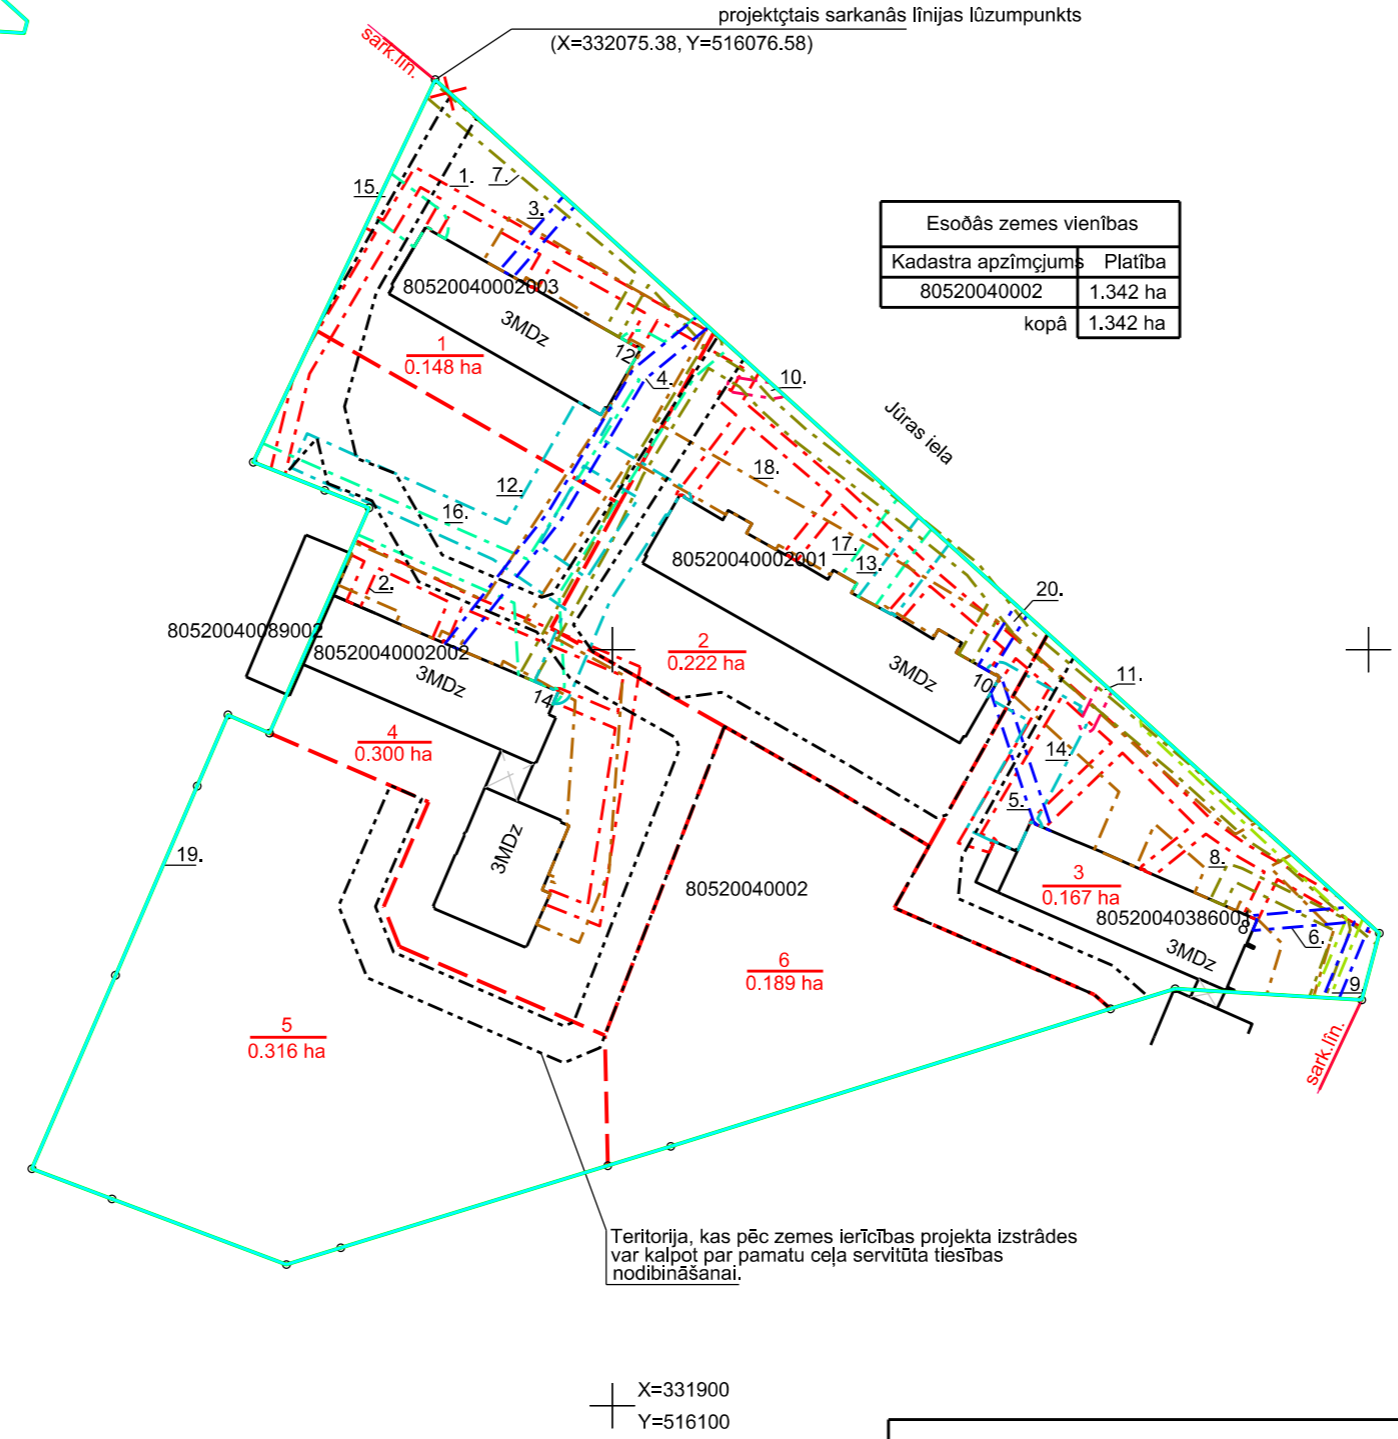 projektçtais sarkanâs lînijas lûzumpunkts
(X=332075.38, Y=516076.58)
sark.lîn.
Esoðâs zemes vienîbas
Kadastra apzîmçjums Platîba
80520040002 1.342 ha
kopâ 1.342 ha
15.
1.
7.
3.
80520040002003
3MDz
12
1
0.148 ha
4.
10.
Jûras iela
12.
16.
18.
17.
13.
80520040002001
20.
2.
80520040089002
80520040002002
3MDz
14
2
0.222 ha
3MDz
10
11.
14.
5.
4
0.300 ha
3MDz
19.
80520040002
3
0.167 ha
8.
80520040386001
8
3MDz
6.
9.
6
0.189 ha
5
0.316 ha
sark.lîn.
Teritorija, kas pēc zemes ierīcības projekta izstrādes
var kalpot par pamatu ceļa servitūta tiesības
nodibināšanai.
X=331900
Y=516100